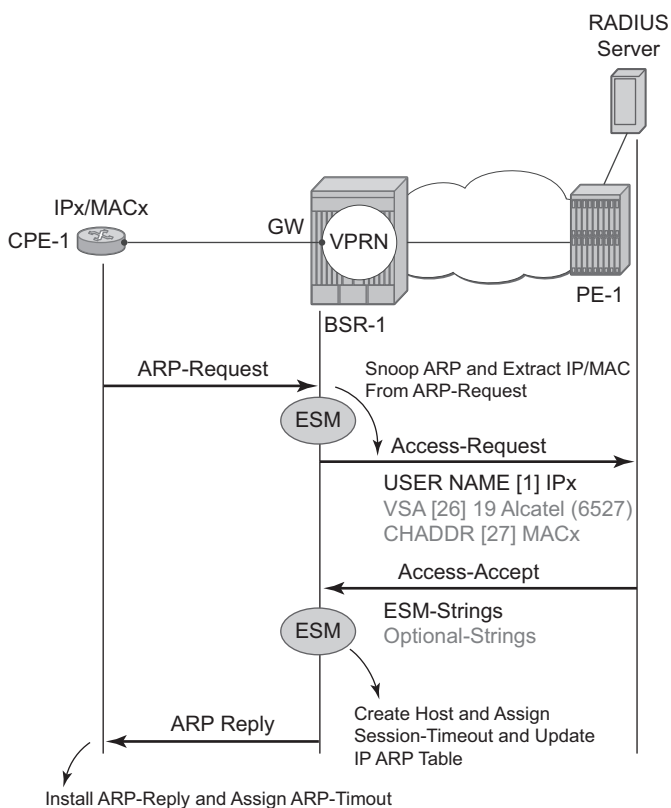 RADIUS
Server
IPx/MACx
CPE-1
GW
VPRN
PE-1
BSR-1
ARP-Request
Snoop ARP and Extract IP/MAC
From ARP-Request
ESM
Access-Request
USER NAME [1] IPx
VSA [26] 19 Alcatel (6527)
CHADDR [27] MACx
Access-Accept
ESM-Strings
Optional-Strings
ESM
Create Host and Assign
Session-Timeout and Update
IP ARP Table
ARP Reply
Install ARP-Reply and Assign ARP-Timout